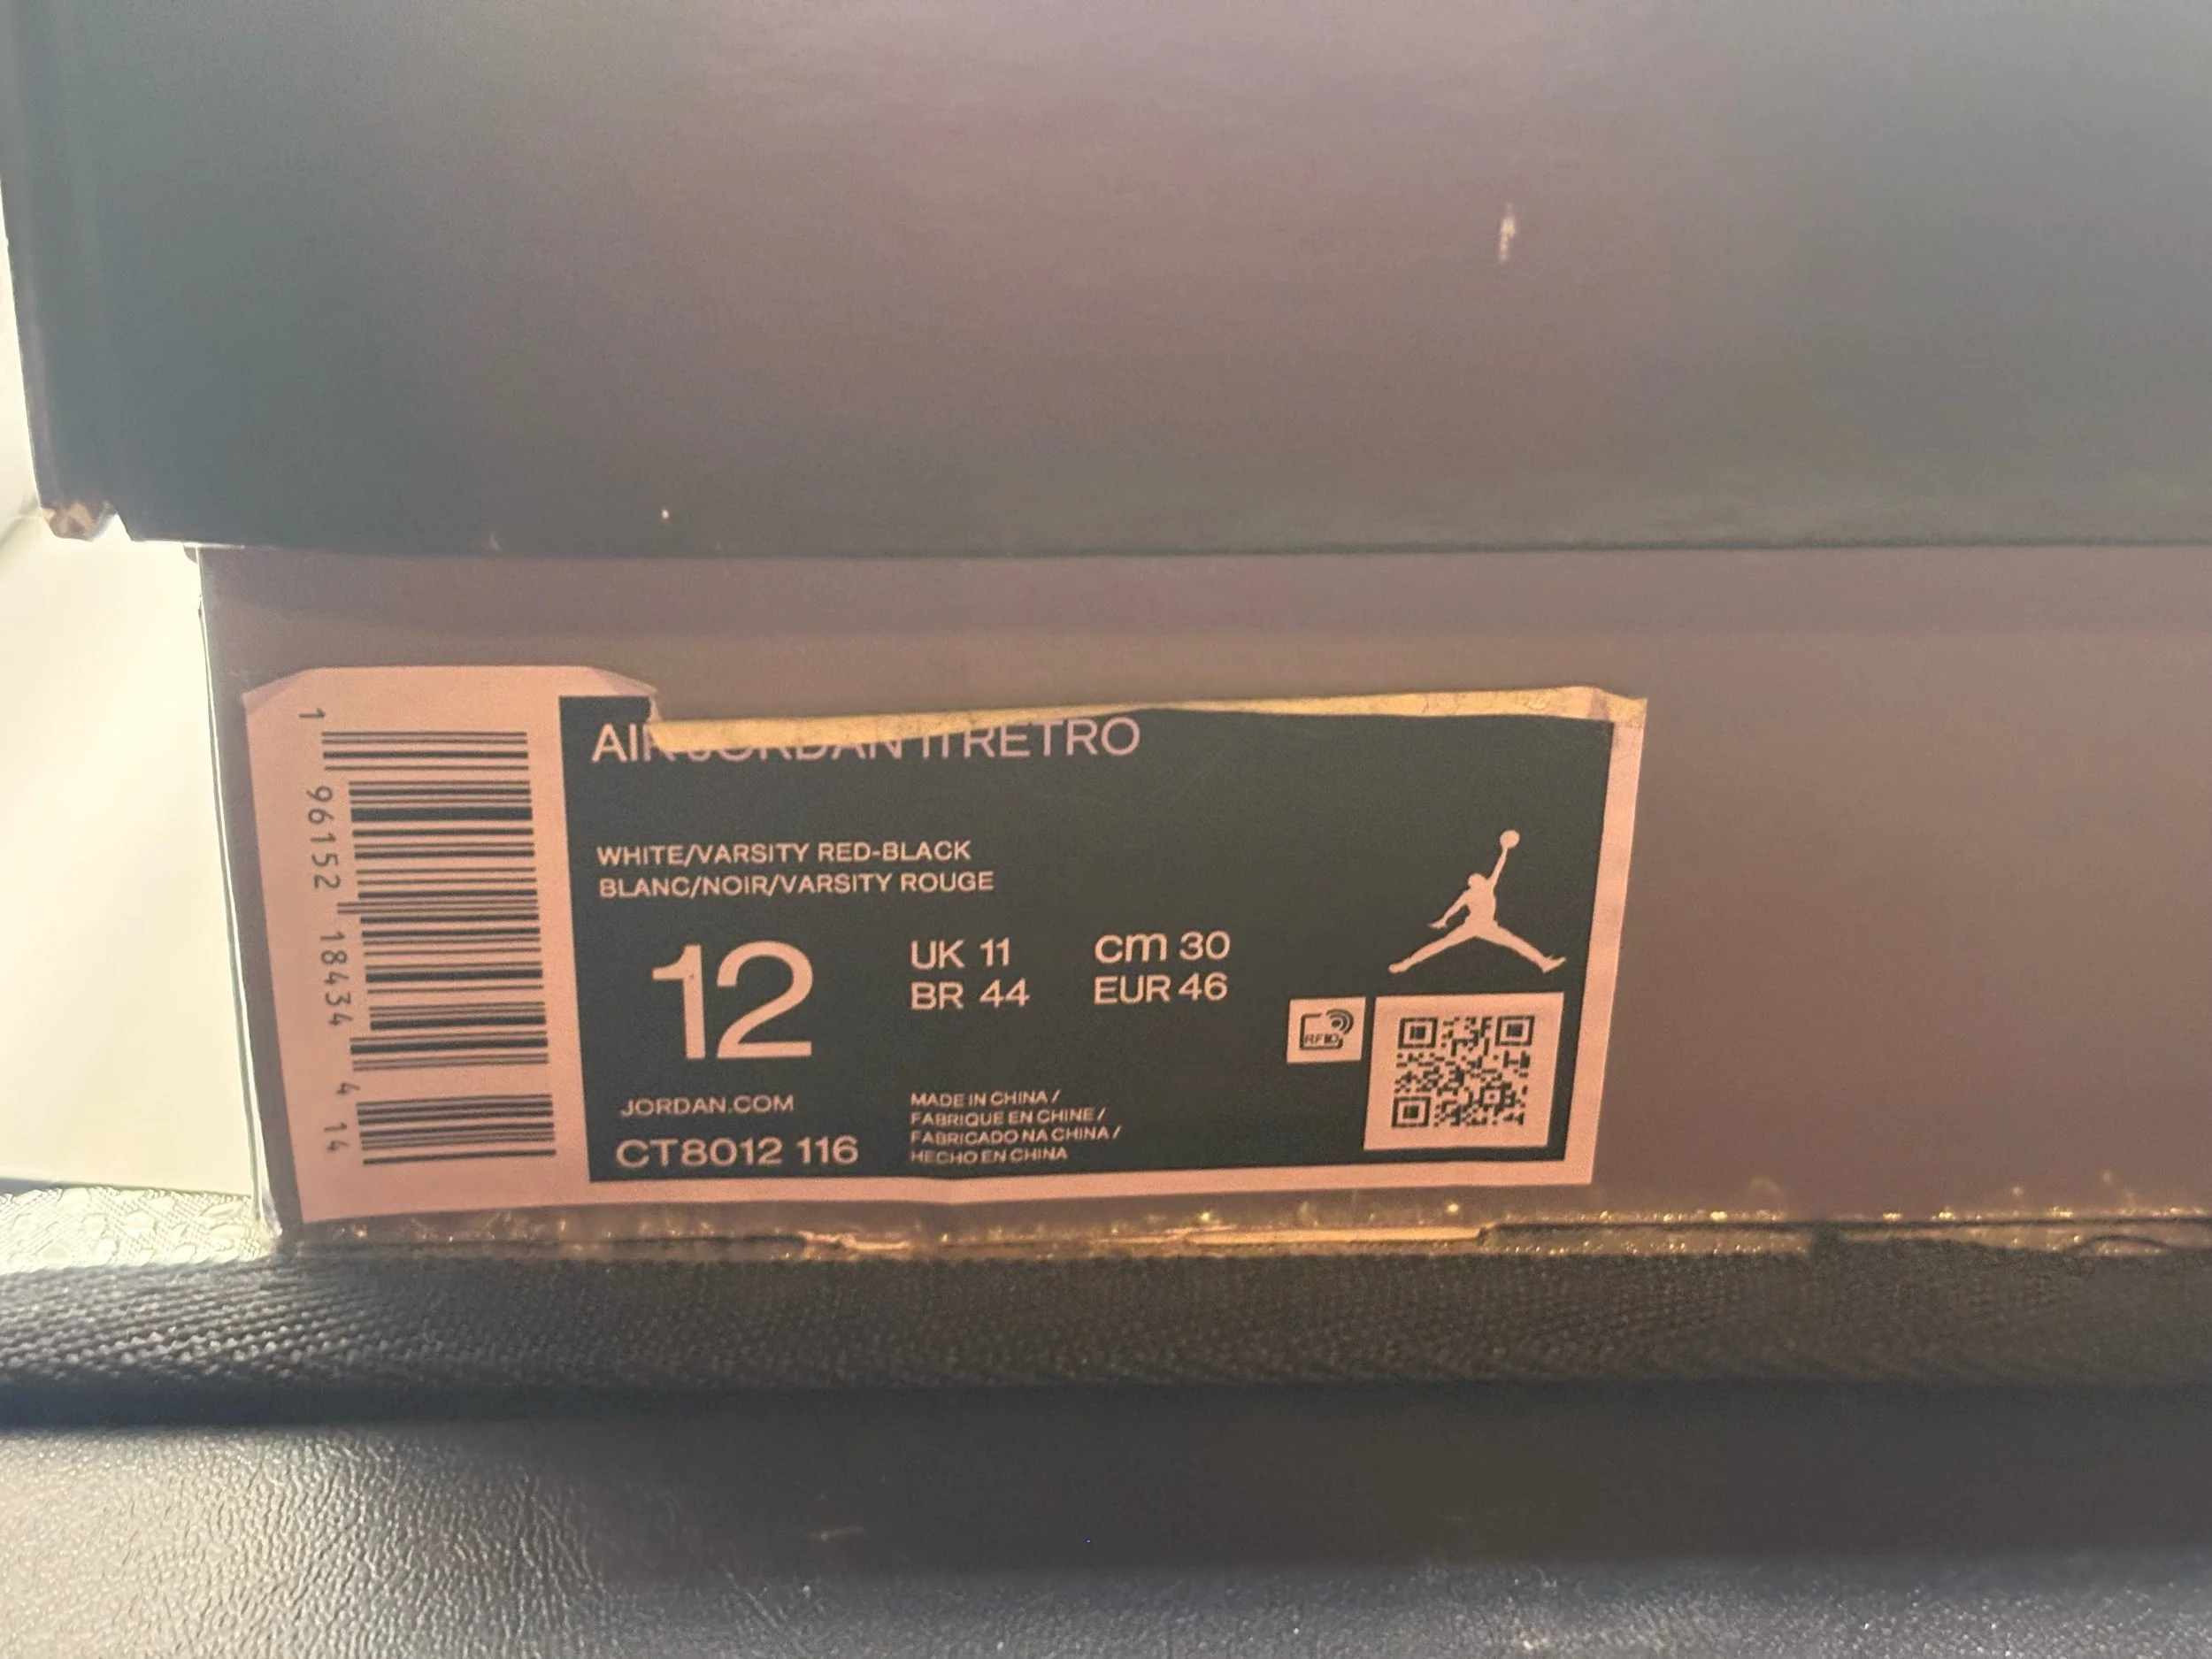 AIR JORDAN 11 RETRO
WHITE/VARSITY RED-BLACK
BLANC/NOIR/VARSITY ROUGE
12
UK 11
BR 44
cm 30
EUR 46
JORDAN.COM
CT8012 116
MADE IN CHINA /
FABRIQUE EN CHINE /
FABRICADO NA CHINA /
HECHO EN CHINA
RFID
1 96152 18434 4 14